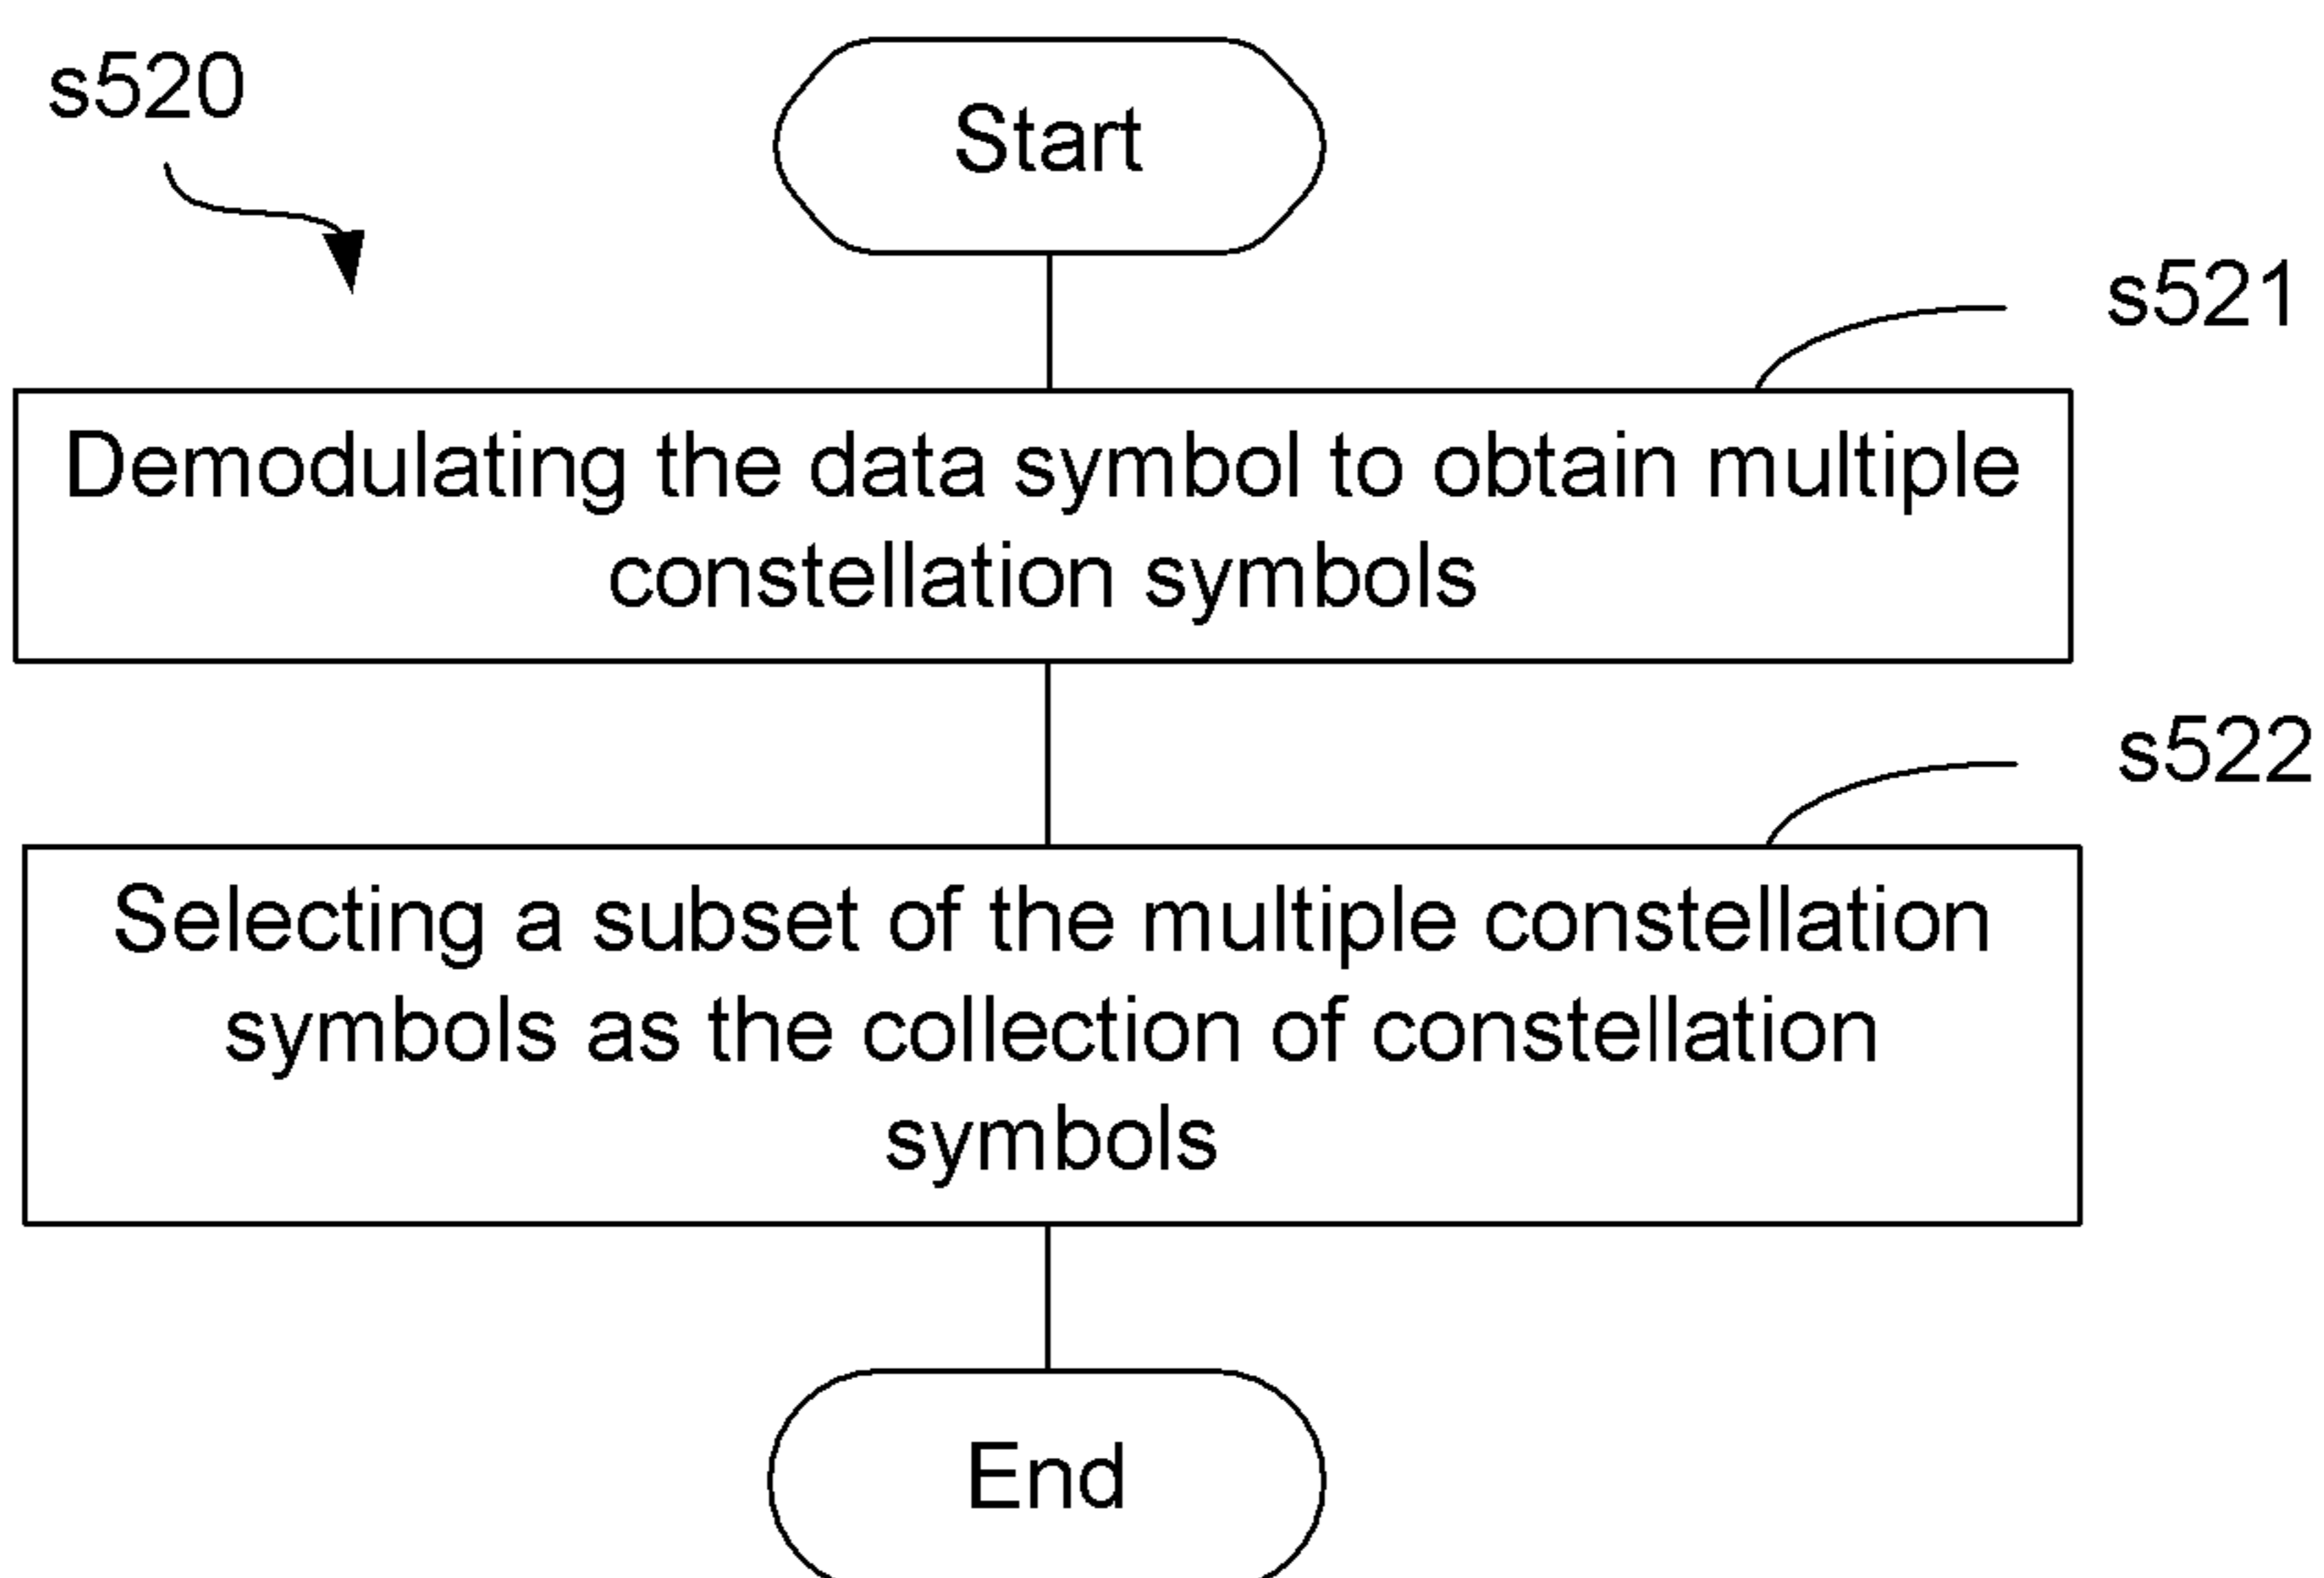 s520
Start
s521
Demodulating the data symbol to obtain multiple
constellation symbols
s522
Selecting a subset of the multiple constellation
symbols as the collection of constellation
symbols
End